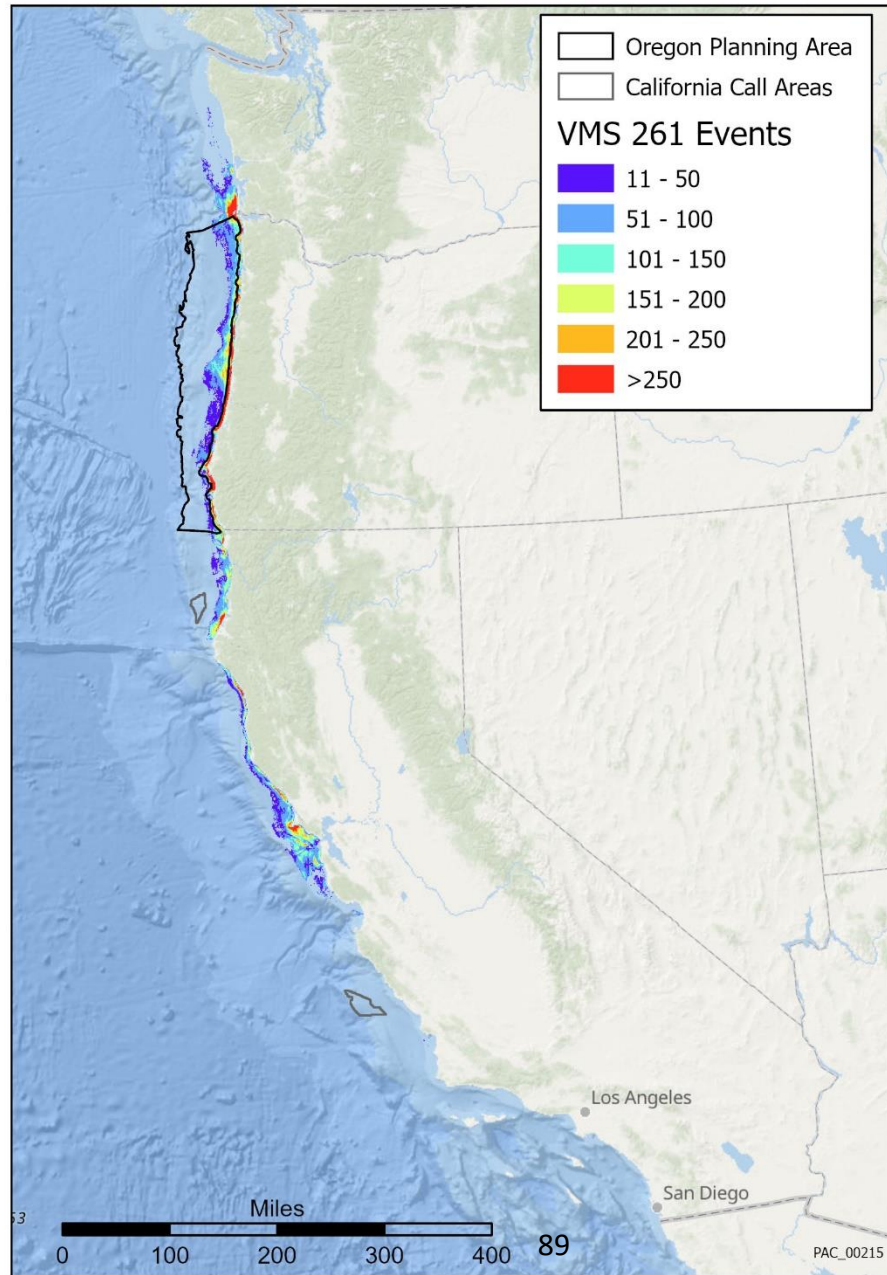 Oregon Planning Area
California Call Areas
VMS 261 Events
11 - 50
51 - 100
101 - 150
151 - 200
201 - 250
>250
Los Angeles
San Diego
53
Miles
0 100 200 300 400
89
PAC_00215